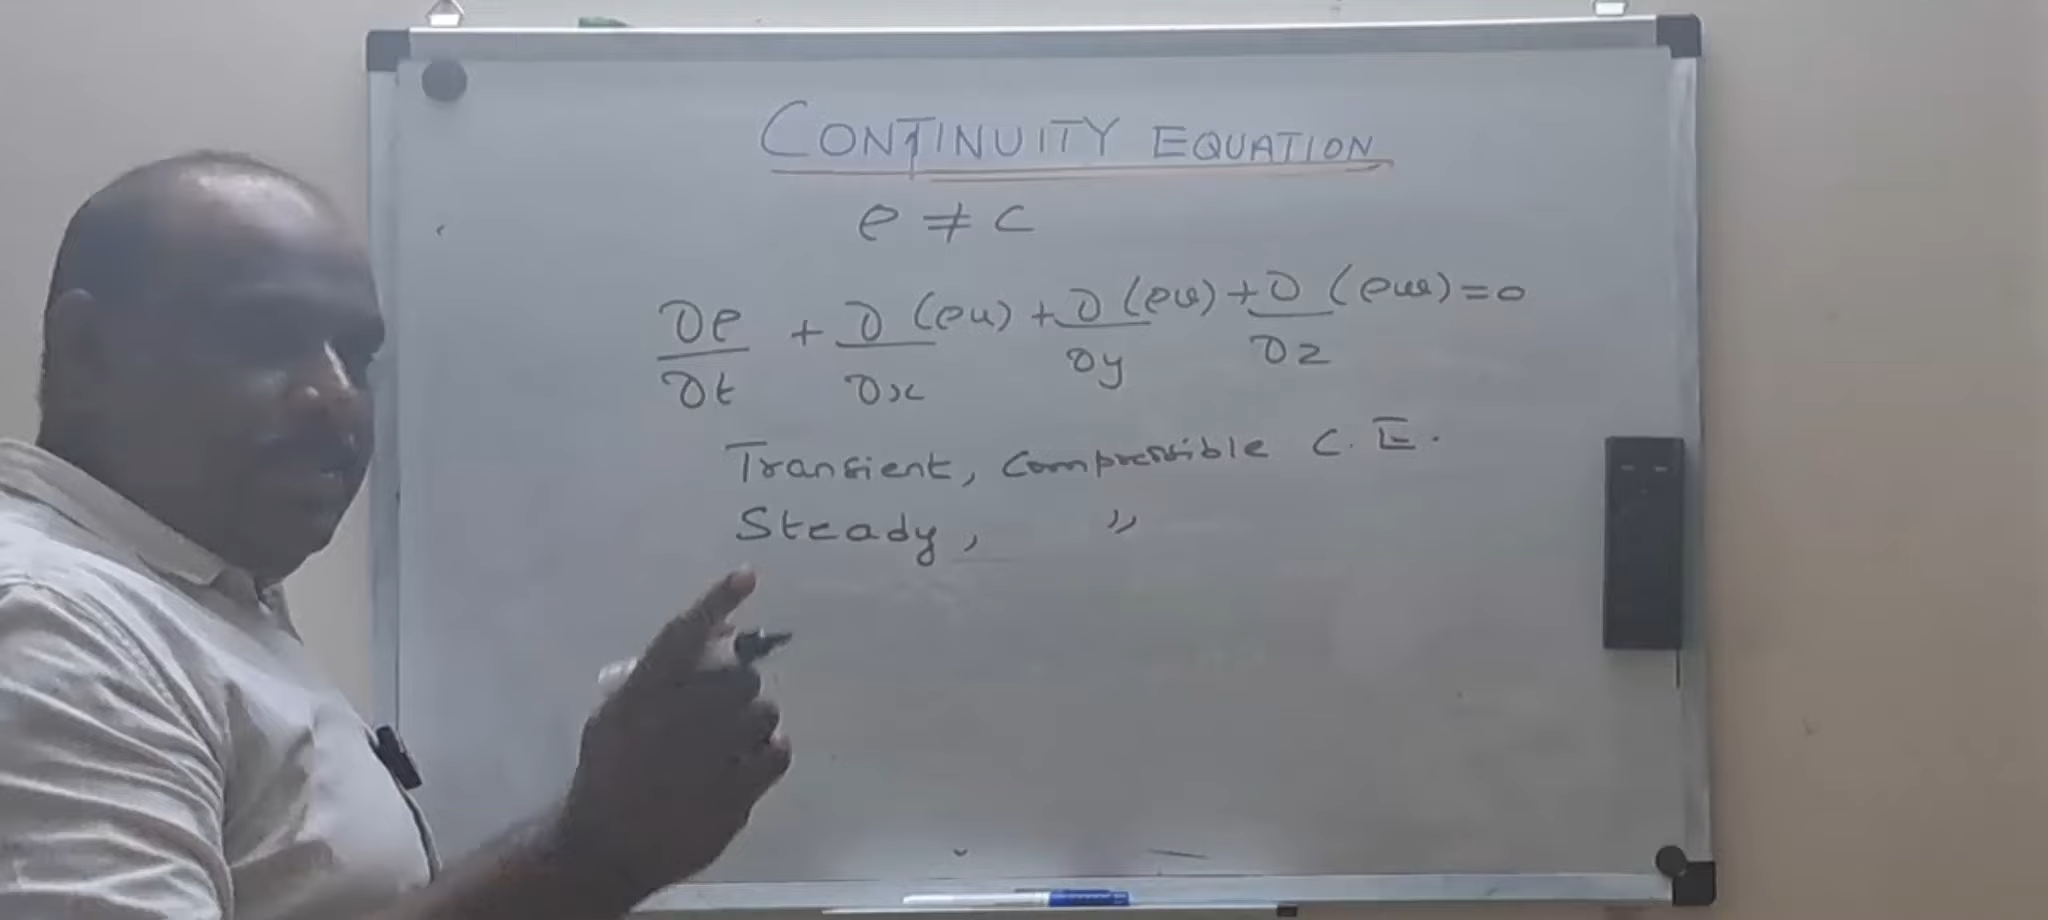 CONTINUITY EQUATION
ρ ≠ C
∂ρ/∂t + ∂/∂x (ρu) + ∂/∂y (ρv) + ∂/∂z (ρw) = 0
Transient, Compressible C.E.
Steady, "